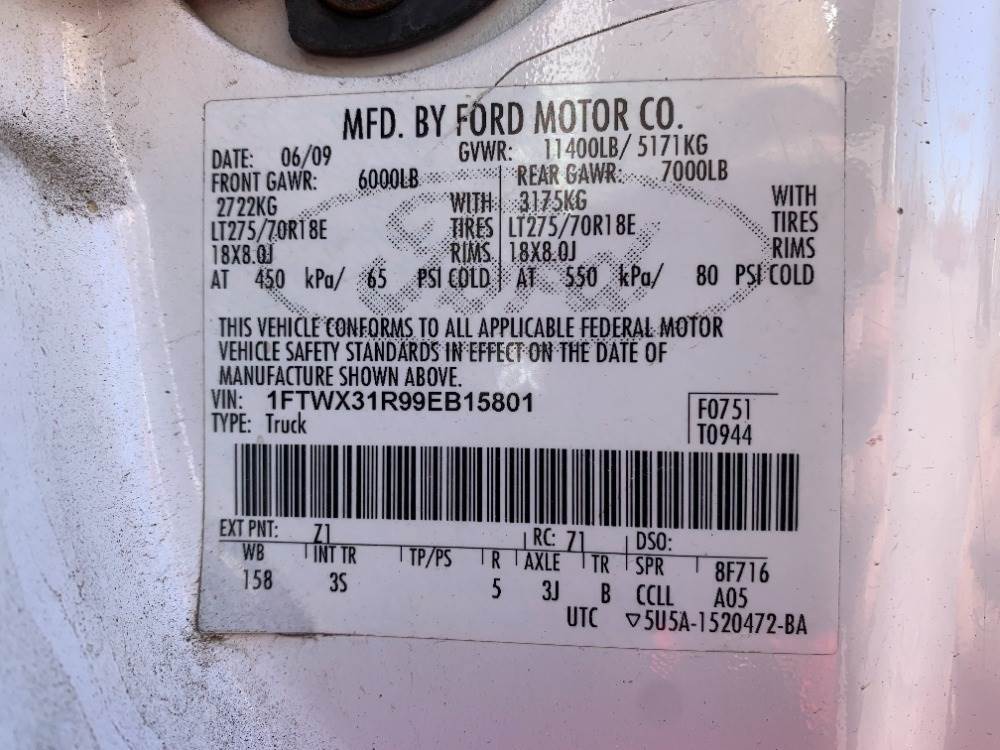 MFD. BY FORD MOTOR CO.
DATE: 06/09 GVWR: 11400LB/ 5171KG
FRONT GAWR: 6000LB REAR GAWR: 7000LB
2722KG WITH 3175KG WITH
LT275/70R18E TIRES LT275/70R18E TIRES
18X8.0J RIMS 18X8.0J RIMS
AT 450 kPa/ 65 PSI COLD AT 550 kPa/ 80 PSI COLD
Ford
THIS VEHICLE CONFORMS TO ALL APPLICABLE FEDERAL MOTOR
VEHICLE SAFETY STANDARDS IN EFFECT ON THE DATE OF
MANUFACTURE SHOWN ABOVE.
VIN: 1FTWX31R99EB15801 F0751
TYPE: Truck T0944
EXT PNT: Z1 RC: 71 DSO:
WB INT TR TP/PS R AXLE TR SPR 8F716
158 3S 5 3J B CCLL A05
UTC ▽5U5A-1520472-BA